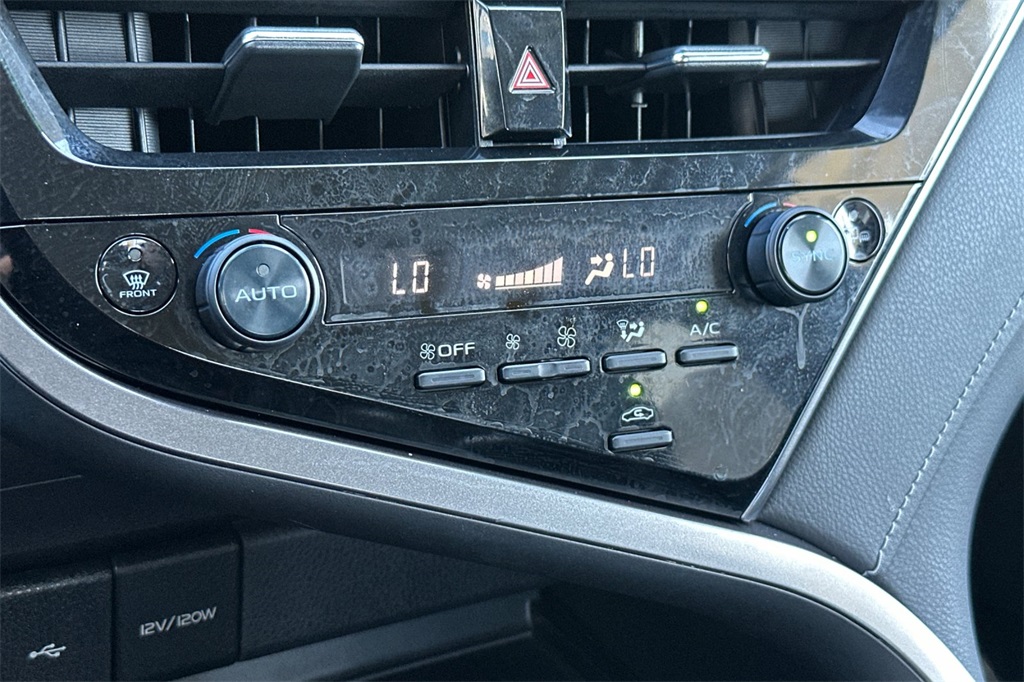 FRONT
AUTO
LO
LO
SYNC
OFF
A/C
12V/120W